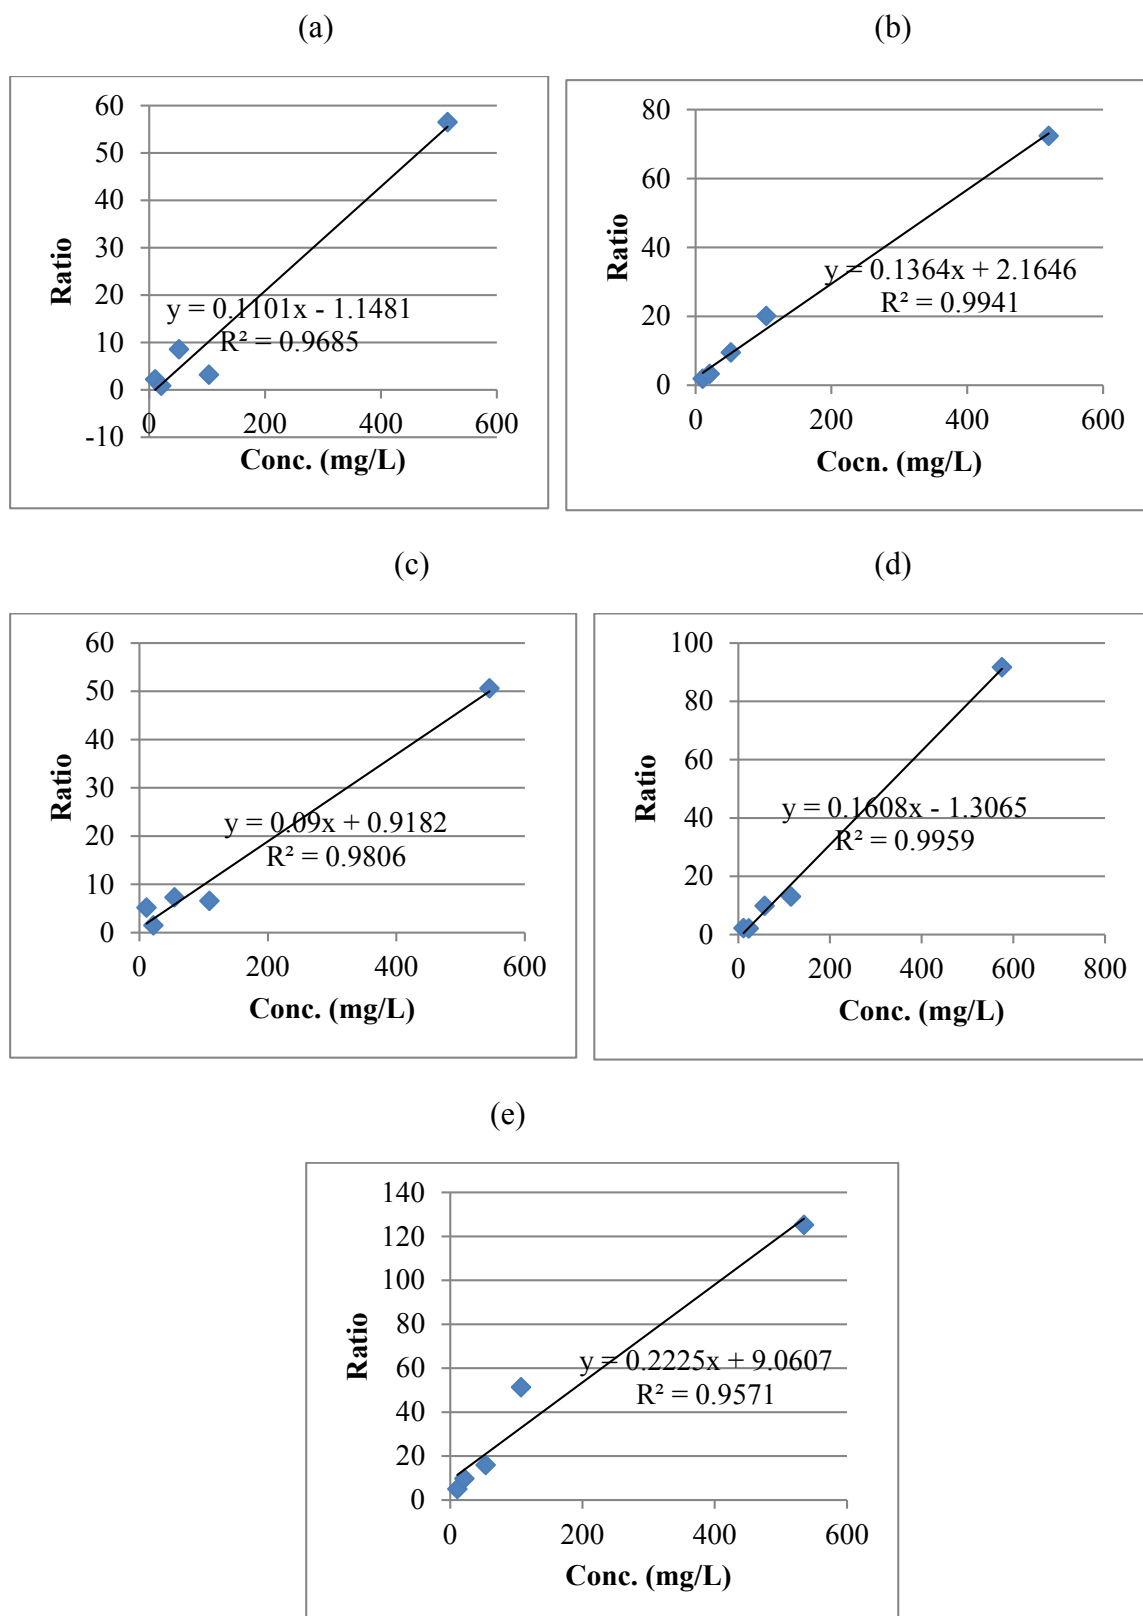 (a)
60
50
40
30
20
10
0
-10
Ratio
y = 0.1101x - 1.1481
R² = 0.9685
0 200 400 600
Conc. (mg/L)
(b)
80
60
40
20
0
Ratio
y = 0.1364x + 2.1646
R² = 0.9941
0 200 400 600
Cocn. (mg/L)
(c)
60
50
40
30
20
10
0
Ratio
y = 0.09x + 0.9182
R² = 0.9806
0 200 400 600
Conc. (mg/L)
(d)
100
80
60
40
20
0
Ratio
y = 0.1608x - 1.3065
R² = 0.9959
0 200 400 600 800
Conc. (mg/L)
(e)
140
120
100
80
60
40
20
0
Ratio
y = 0.2225x + 9.0607
R² = 0.9571
0 200 400 600
Conc. (mg/L)